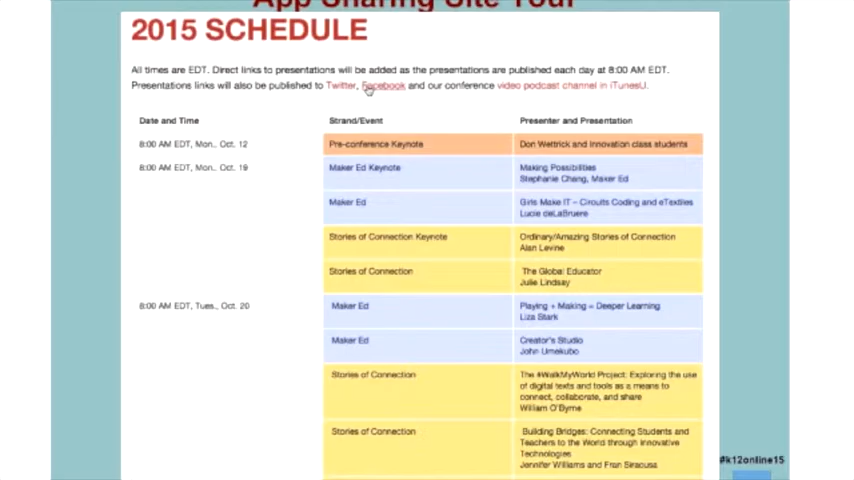 App Sharing Site Tour
2015 SCHEDULE
All times are EDT. Direct links to presentations will be added as the presentations are published each day at 8:00 AM EDT.
Presentations links will also be published to Twitter, Facebook and our conference video podcast channel in iTunesU.
Date and Time Strand/Event Presenter and Presentation
8:00 AM EDT, Mon., Oct. 12 Pre-conference Keynote Don Wettrick and Innovation class students
8:00 AM EDT, Mon., Oct. 19 Maker Ed Keynote Making Possibilities
Stephanie Chang, Maker Ed
Maker Ed Girls Make IT – Circuits Coding and eTextiles
Lucie deLaBruere
Stories of Connection Keynote Ordinary/Amazing Stories of Connection
Alan Levine
Stories of Connection The Global Educator
Julie Lindsay
8:00 AM EDT, Tues., Oct. 20 Maker Ed Playing + Making = Deeper Learning
Liza Stark
Maker Ed Creator's Studio
John Umekubo
Stories of Connection The #WalkMyWorld Project: Exploring the use
of digital texts and tools as a means to
connect, collaborate, and share
William O'Byrne
Stories of Connection Building Bridges: Connecting Students and
Teachers to the World through Innovative
Technologies
Jennifer Williams and Fran Siracusa
#k12online15